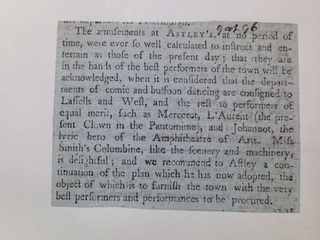 The amusements at ASTLEY's, at no period of
time, were ever so well calculated to instruct and en-
tertain as those of the present day; that they are
in the hands of the best performers of the town will be
acknowledged, when it is considered that the depart-
ments of comic and buffoon dancing are consigned to
Lassells and West, and the rest to performers of
equal merit, such as Mercerot, L'Aurent (the pre-
sent Clown in the Pantomime), and Johannot, the
lyric hero of the Amphitheatre of Arts. Miss
Smith's Columbine, like the scenery and machinery,
is delightful; and we recommend to Astley a con-
tinuation of the plan which he has now adopted, the
object of which is to furnish the town with the very
best performers and performances to be procured.